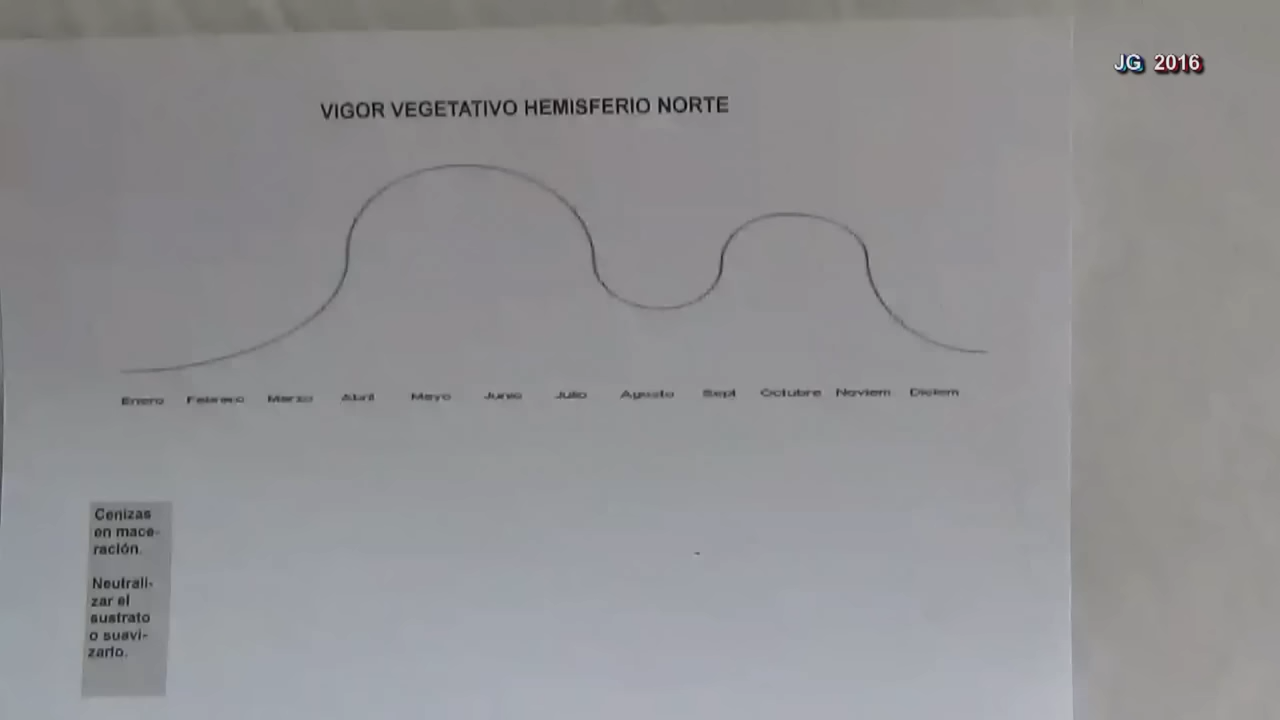 JG 2016
VIGOR VEGETATIVO HEMISFERIO NORTE
Enero Febrero Marzo Abril Mayo Junio Julio Agosto Sept Octubre Noviem Diciem
Cenizas
en mace-
ración.
Neutrali-
zar el
sustrato
o suavi-
zarlo.